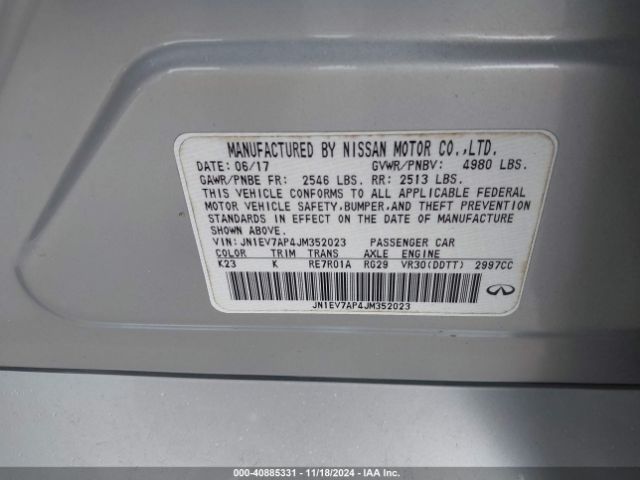 MANUFACTURED BY NISSAN MOTOR CO.,LTD.
DATE: 06/17 GVWR/PNBV: 4980 LBS.
GAWR/PNBE FR: 2546 LBS. RR: 2513 LBS.
THIS VEHICLE CONFORMS TO ALL APPLICABLE FEDERAL
MOTOR VEHICLE SAFETY,BUMPER,AND THEFT PREVENTION
STANDARDS IN EFFECT ON THE DATE OF MANUFACTURE
SHOWN ABOVE.
VIN: JN1EV7AP4JM352023 PASSENGER CAR
COLOR TRIM TRANS AXLE ENGINE
K23 K RE7R01A RG29 VR30(DDTT) 2997CC
JN1EV7AP4JM352023
000-40885331 - 11/18/2024 - IAA Inc.